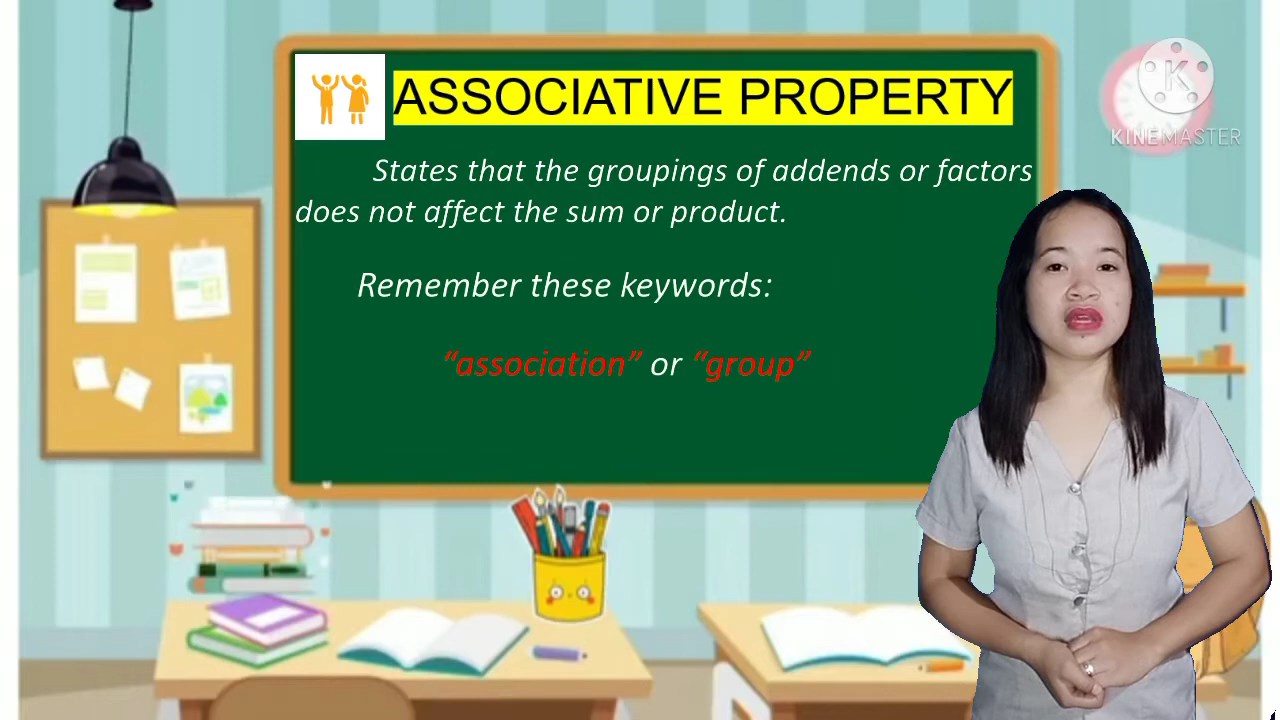 ASSOCIATIVE PROPERTY
States that the groupings of addends or factors
does not affect the sum or product.
Remember these keywords:
“association” or “group”
K
KINEMASTER